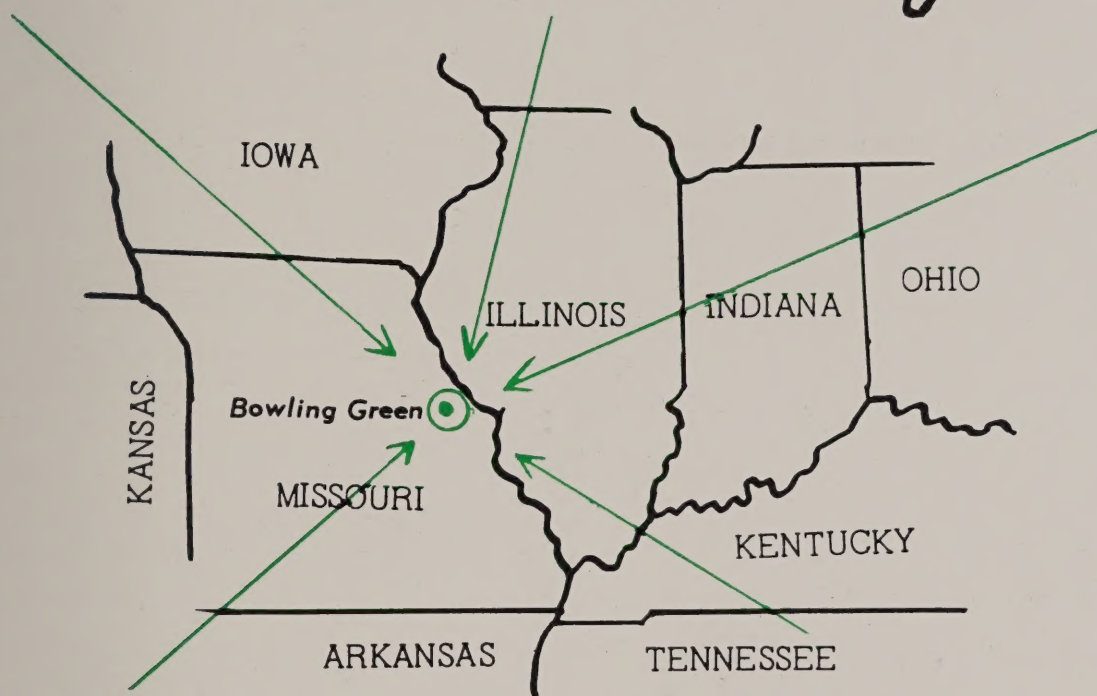 IOWA
OHIO
ILLINOIS
INDIANA
KANSAS
Bowling Green
MISSOURI
KENTUCKY
ARKANSAS
TENNESSEE